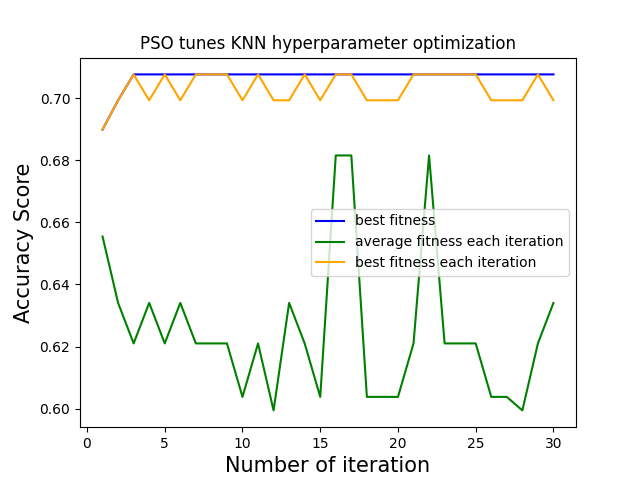 PSO tunes KNN hyperparameter optimization
Accuracy Score
0.70
0.68
0.66
0.64
0.62
0.60
best fitness
average fitness each iteration
best fitness each iteration
0
5
10
15
20
25
30
Number of iteration